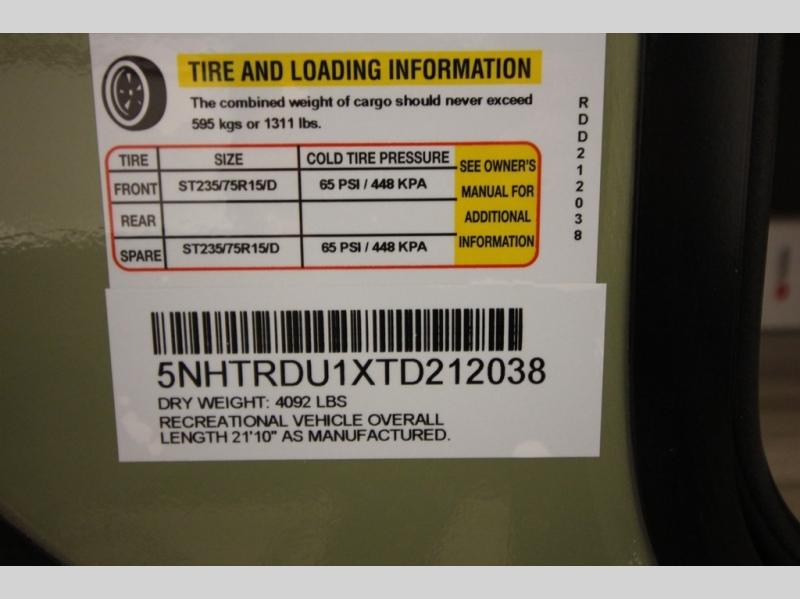 TIRE AND LOADING INFORMATION
The combined weight of cargo should never exceed
595 kgs or 1311 lbs.
TIRE SIZE COLD TIRE PRESSURE SEE OWNER'S
FRONT ST235/75R15/D 65 PSI / 448 KPA MANUAL FOR
REAR ADDITIONAL
SPARE ST235/75R15/D 65 PSI / 448 KPA INFORMATION
RDD212038
5NHTRDU1XTD212038
DRY WEIGHT: 4092 LBS
RECREATIONAL VEHICLE OVERALL
LENGTH 21'10" AS MANUFACTURED.